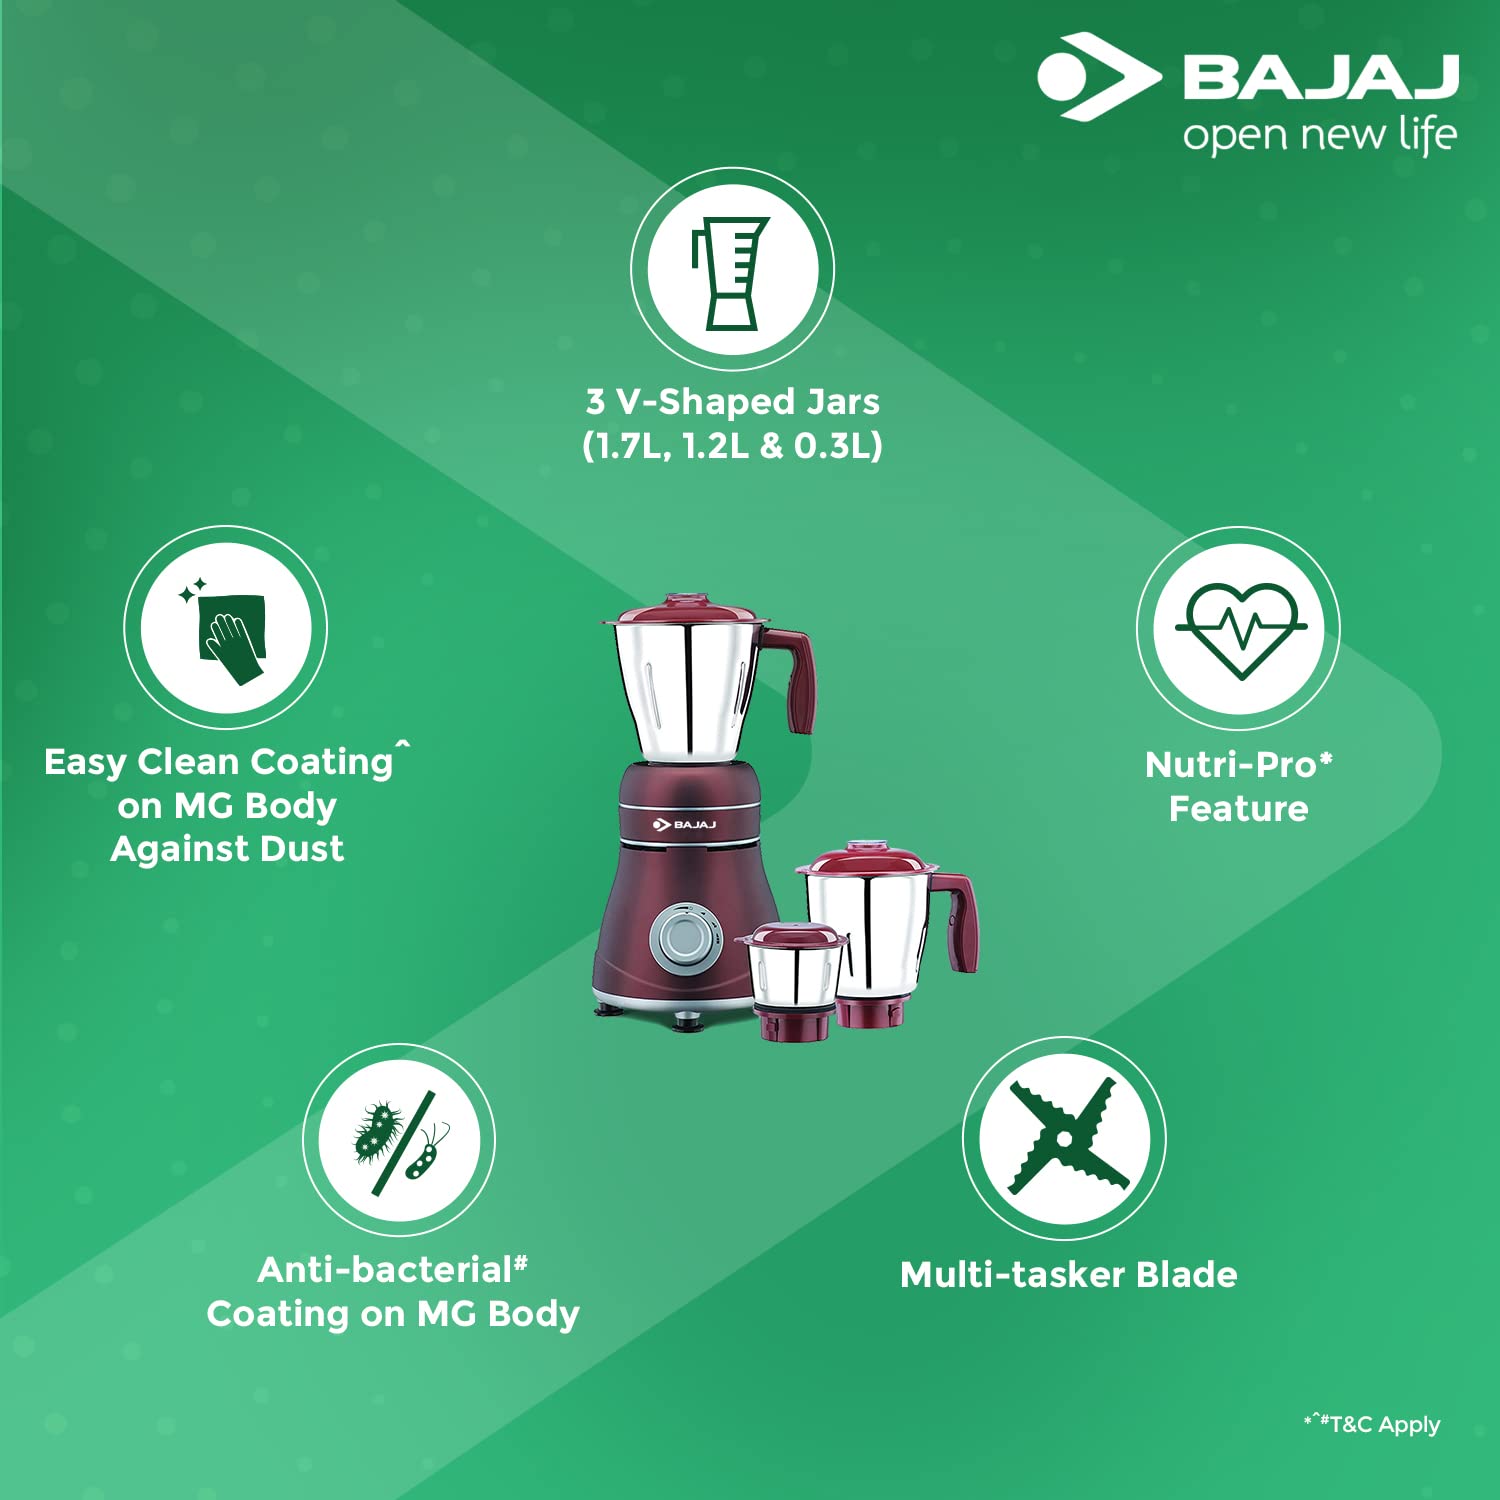 BAJAJ
open new life
3 V-Shaped Jars
(1.7L, 1.2L & 0.3L)
Easy Clean Coating^
on MG Body
Against Dust
Nutri-Pro*
Feature
BAJAJ
Anti-bacterial#
Coating on MG Body
Multi-tasker Blade
*^#T&C Apply